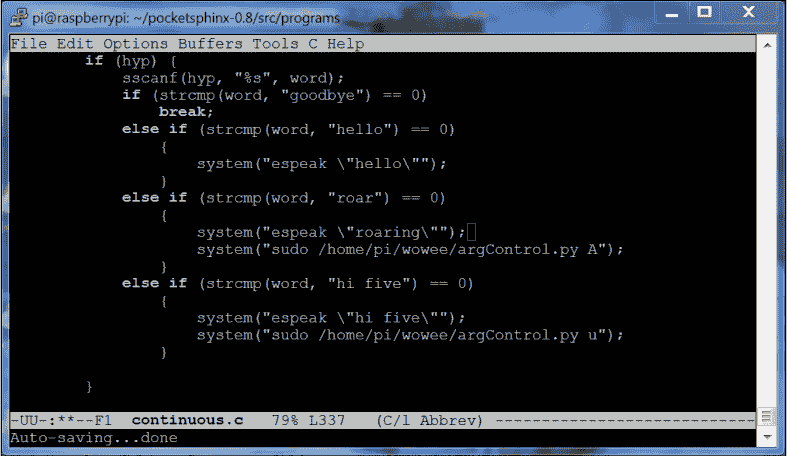 pi@raspberrypi: ~/pocketsphinx-0.8/src/programs
File Edit Options Buffers Tools C Help
        if (hyp) {
            sscanf(hyp, "%s", word);
            if (strcmp(word, "goodbye") == 0)
                break;
            else if (strcmp(word, "hello") == 0)
                {
                    system("espeak \"hello\"");
                }
            else if (strcmp(word, "roar") == 0)
                {
                    system("espeak \"roaring\"");
                    system("sudo /home/pi/wowee/argControl.py A");
                }
            else if (strcmp(word, "hi five") == 0)
                {
                    system("espeak \"hi five\"");
                    system("sudo /home/pi/wowee/argControl.py u");
                }
        }
-UU-:**--F1  continuous.c   79% L337   (C/l Abbrev) ----------------------------
Auto-saving...done